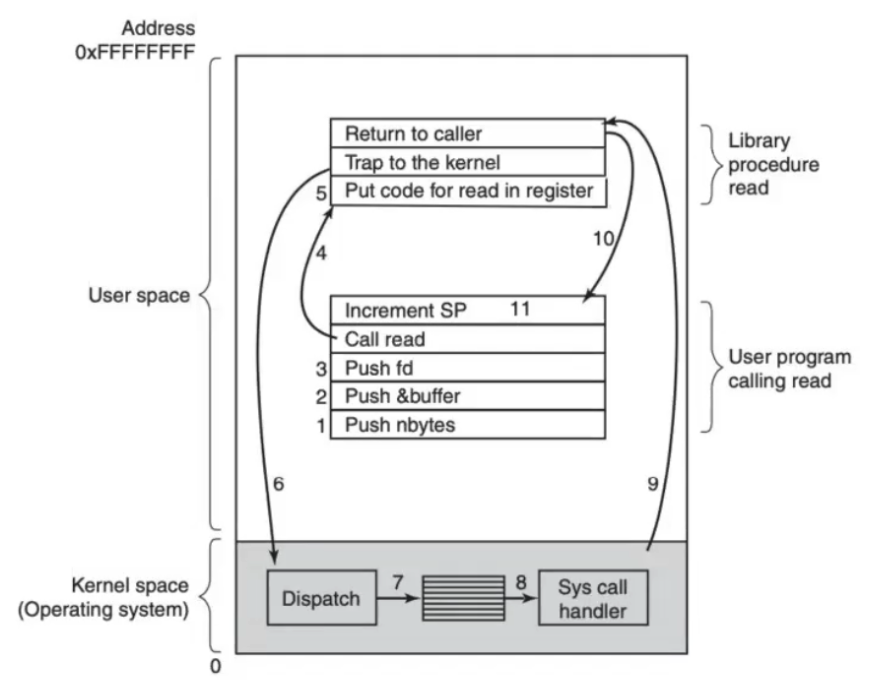 Address
0xFFFFFFFF
Return to caller
Trap to the kernel
5 Put code for read in register
Library
procedure
read
4
10
User space
Increment SP 11
Call read
3 Push fd
2 Push &buffer
1 Push nbytes
User program
calling read
6
9
Kernel space
(Operating system)
Dispatch
7
8
Sys call
handler
0